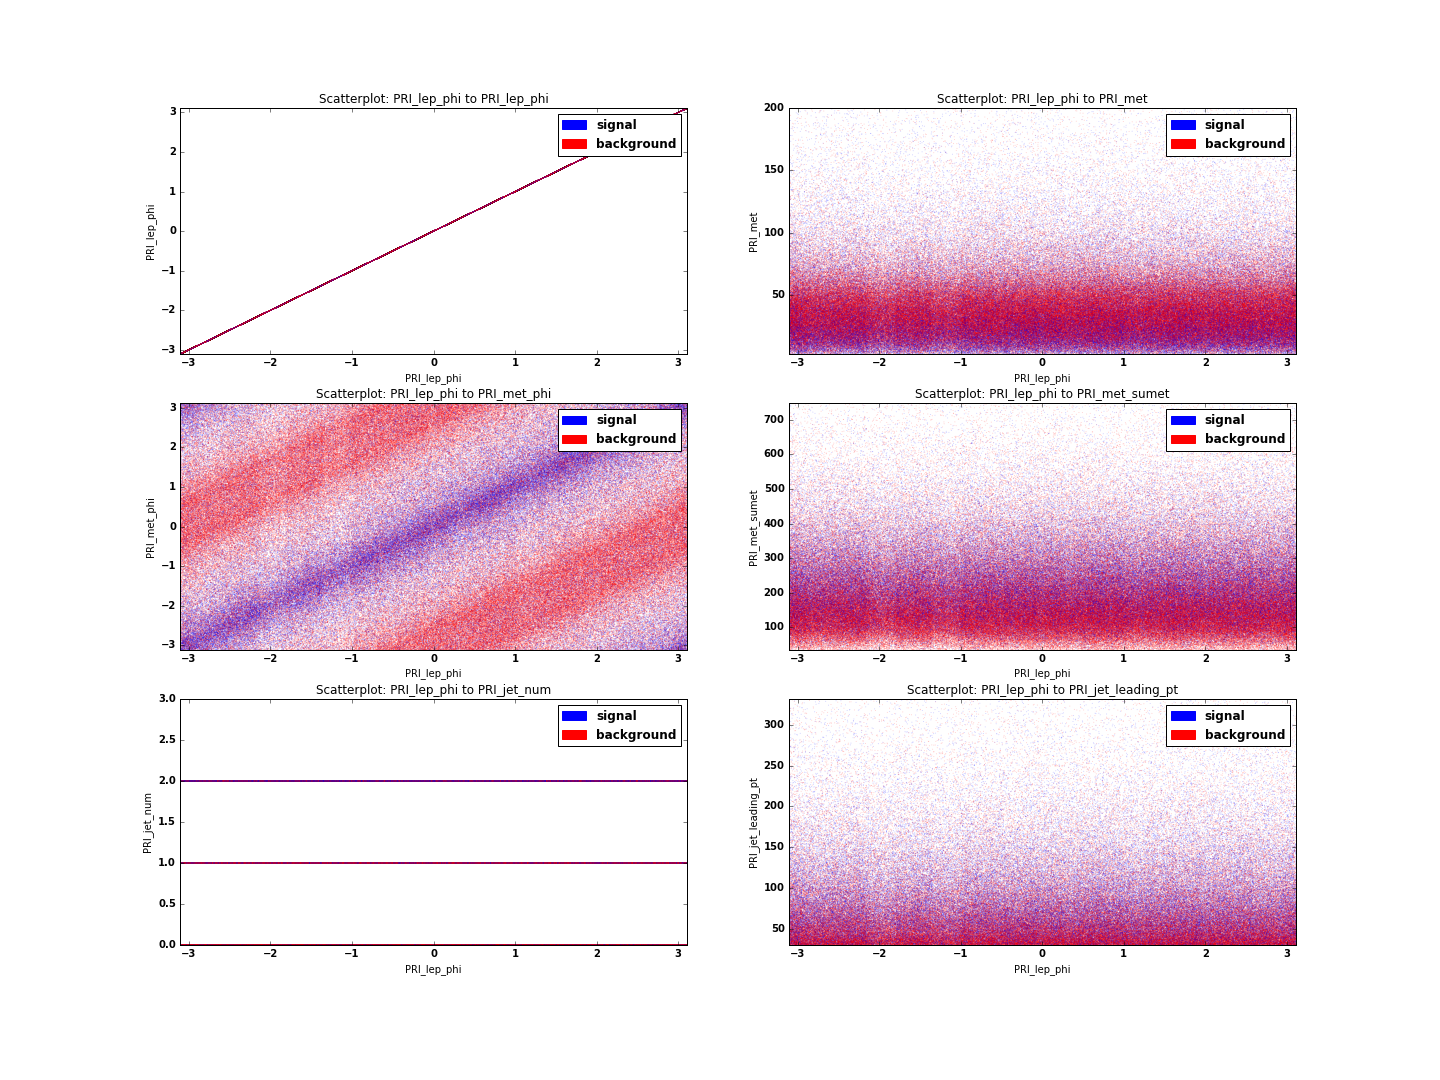 Scatterplot: PRI_lep_phi to PRI_lep_phi
3
2
1
0
−1
−2
−3
PRI_lep_phi
signal
background
−3 −2 −1 0 1 2 3
PRI_lep_phi
Scatterplot: PRI_lep_phi to PRI_met
200
150
100
50
PRI_met
signal
background
−3 −2 −1 0 1 2 3
PRI_lep_phi
Scatterplot: PRI_lep_phi to PRI_met_phi
3
2
1
0
−1
−2
−3
PRI_met_phi
signal
background
−3 −2 −1 0 1 2 3
PRI_lep_phi
Scatterplot: PRI_lep_phi to PRI_met_sumet
700
600
500
400
300
200
100
PRI_met_sumet
signal
background
−3 −2 −1 0 1 2 3
PRI_lep_phi
Scatterplot: PRI_lep_phi to PRI_jet_num
3.0
2.5
2.0
1.5
1.0
0.5
0.0
PRI_jet_num
signal
background
−3 −2 −1 0 1 2 3
PRI_lep_phi
Scatterplot: PRI_lep_phi to PRI_jet_leading_pt
300
250
200
150
100
50
PRI_jet_leading_pt
signal
background
−3 −2 −1 0 1 2 3
PRI_lep_phi